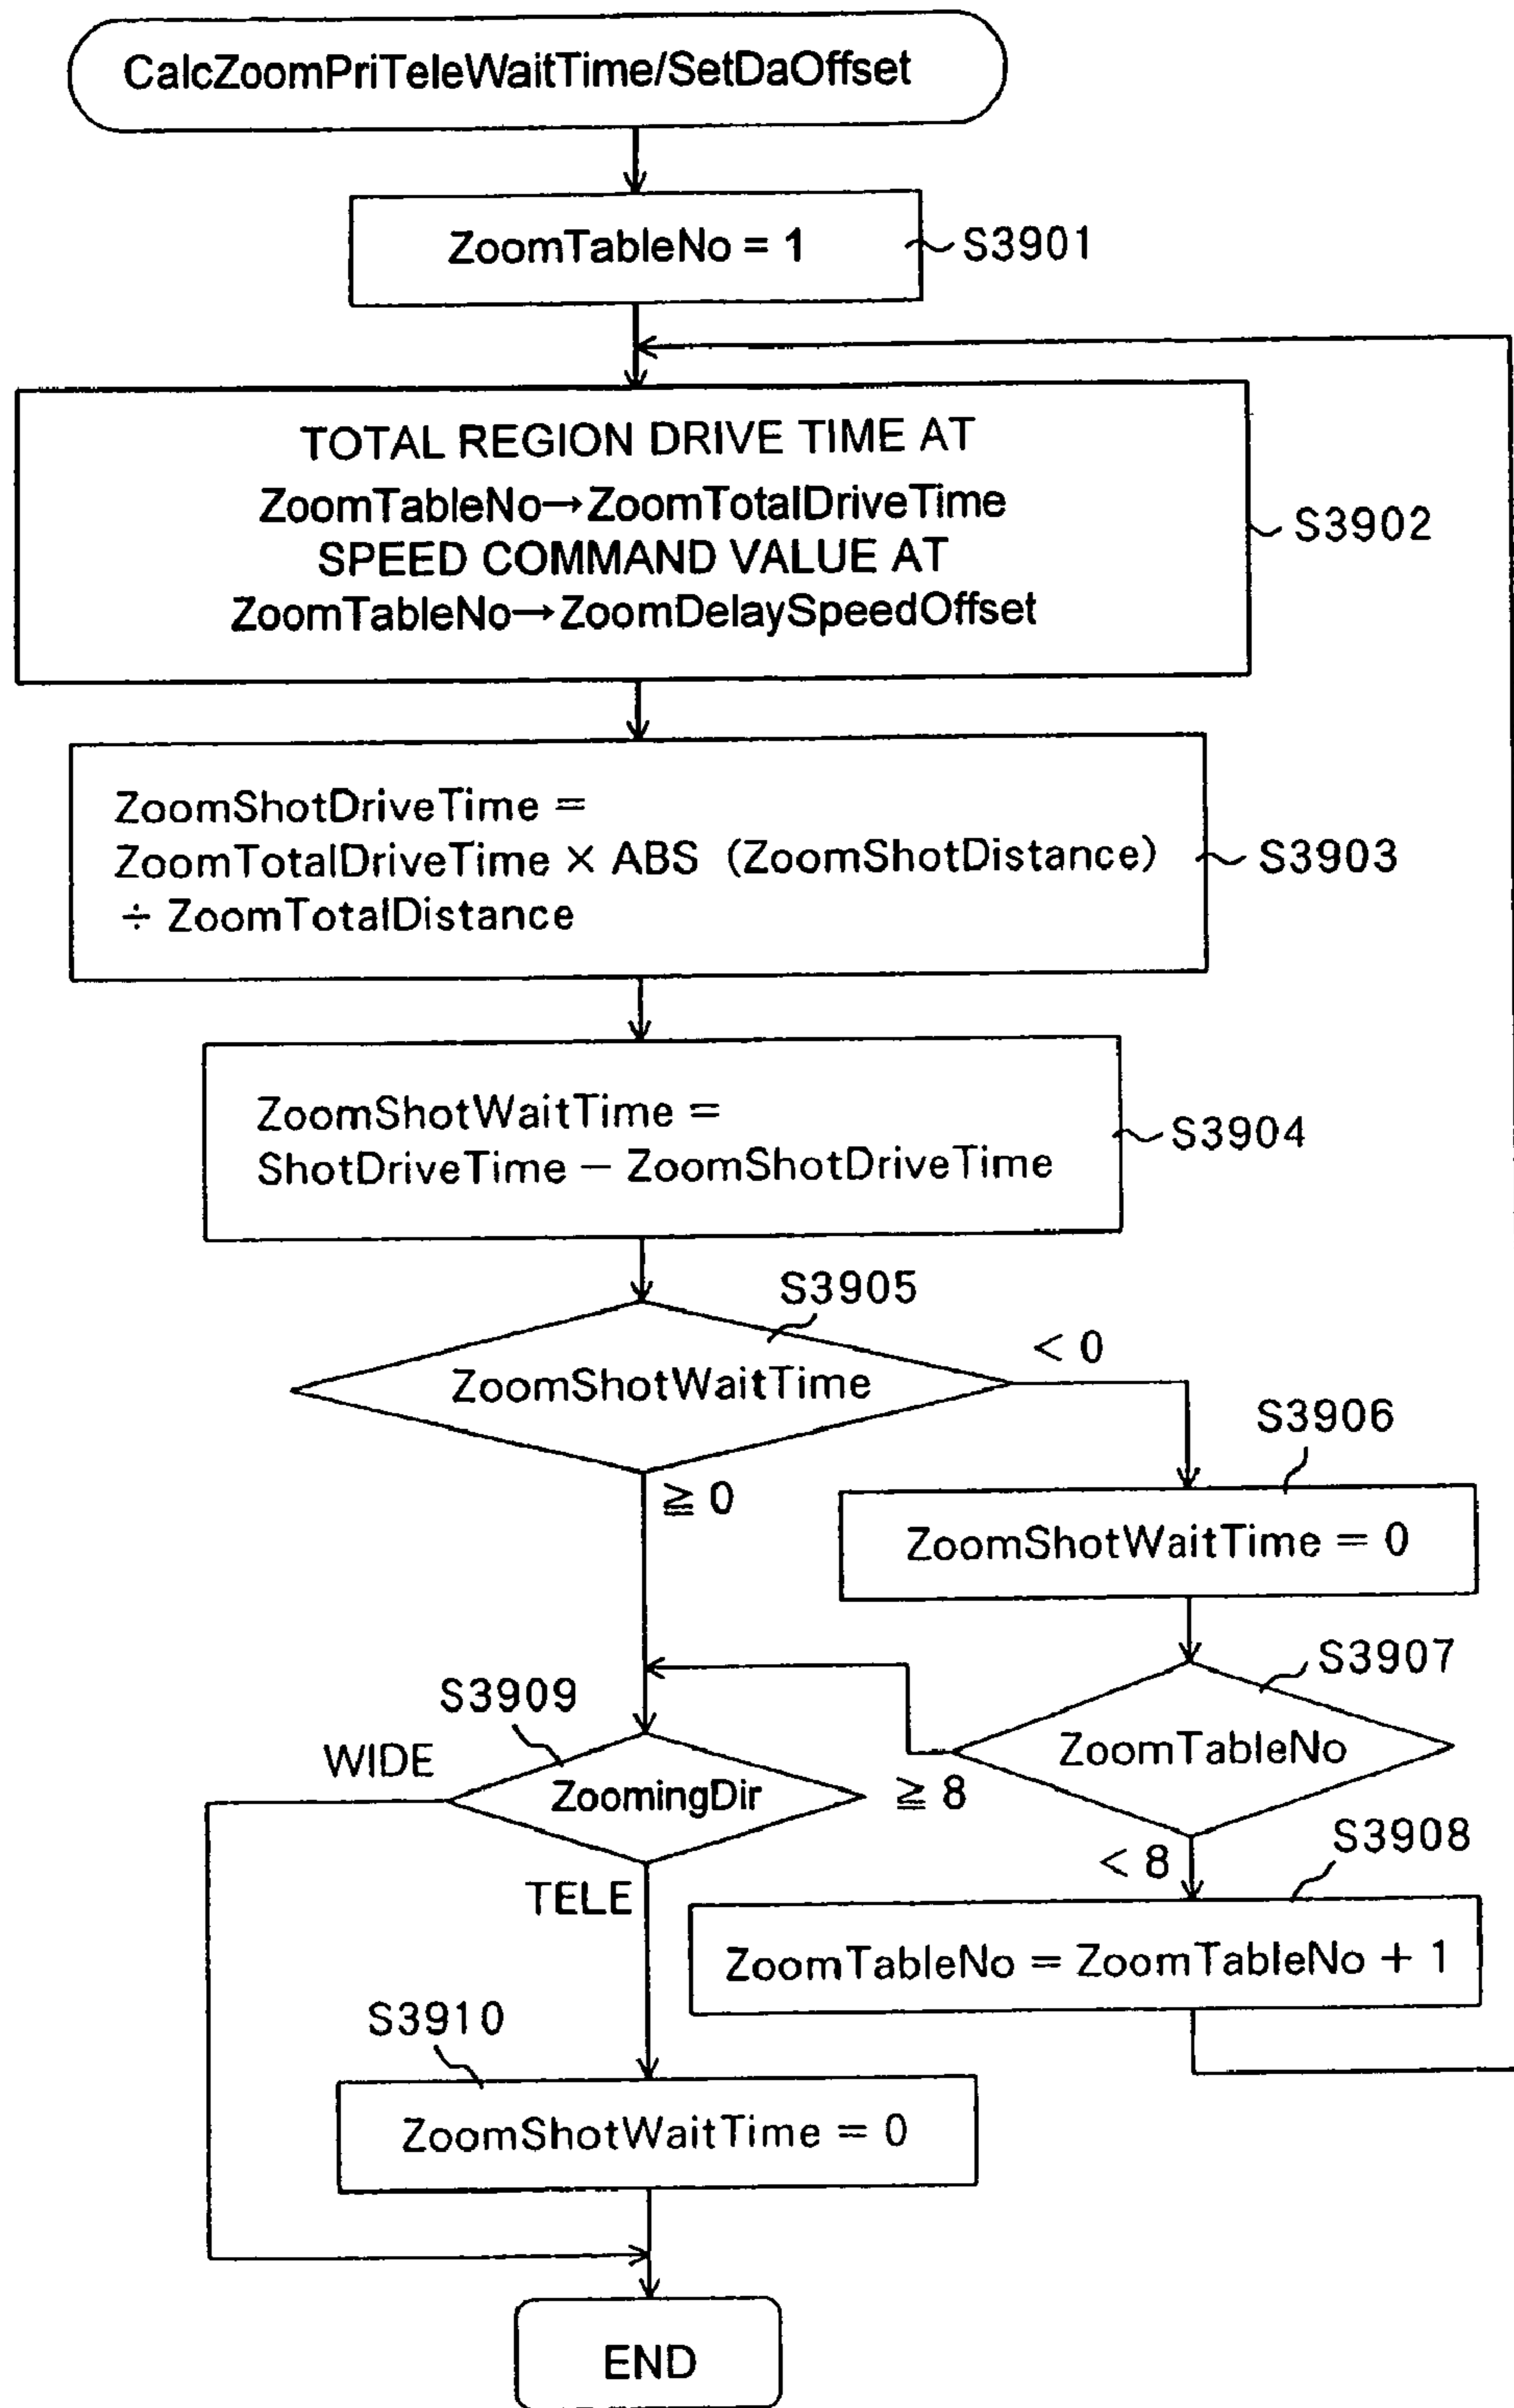 CalcZoomPriTeleWaitTime/SetDaOffset
ZoomTableNo = 1
S3901
TOTAL REGION DRIVE TIME AT
ZoomTableNo→ZoomTotalDriveTime
SPEED COMMAND VALUE AT
ZoomTableNo→ZoomDelaySpeedOffset
S3902
ZoomShotDriveTime =
ZoomTotalDriveTime × ABS (ZoomShotDistance)
÷ ZoomTotalDistance
S3903
ZoomShotWaitTime =
ShotDriveTime − ZoomShotDriveTime
S3904
S3905
ZoomShotWaitTime
< 0
≧ 0
S3906
ZoomShotWaitTime = 0
S3907
ZoomTableNo
≧ 8
< 8
S3908
ZoomTableNo = ZoomTableNo + 1
S3909
WIDE
ZoomingDir
TELE
S3910
ZoomShotWaitTime = 0
END